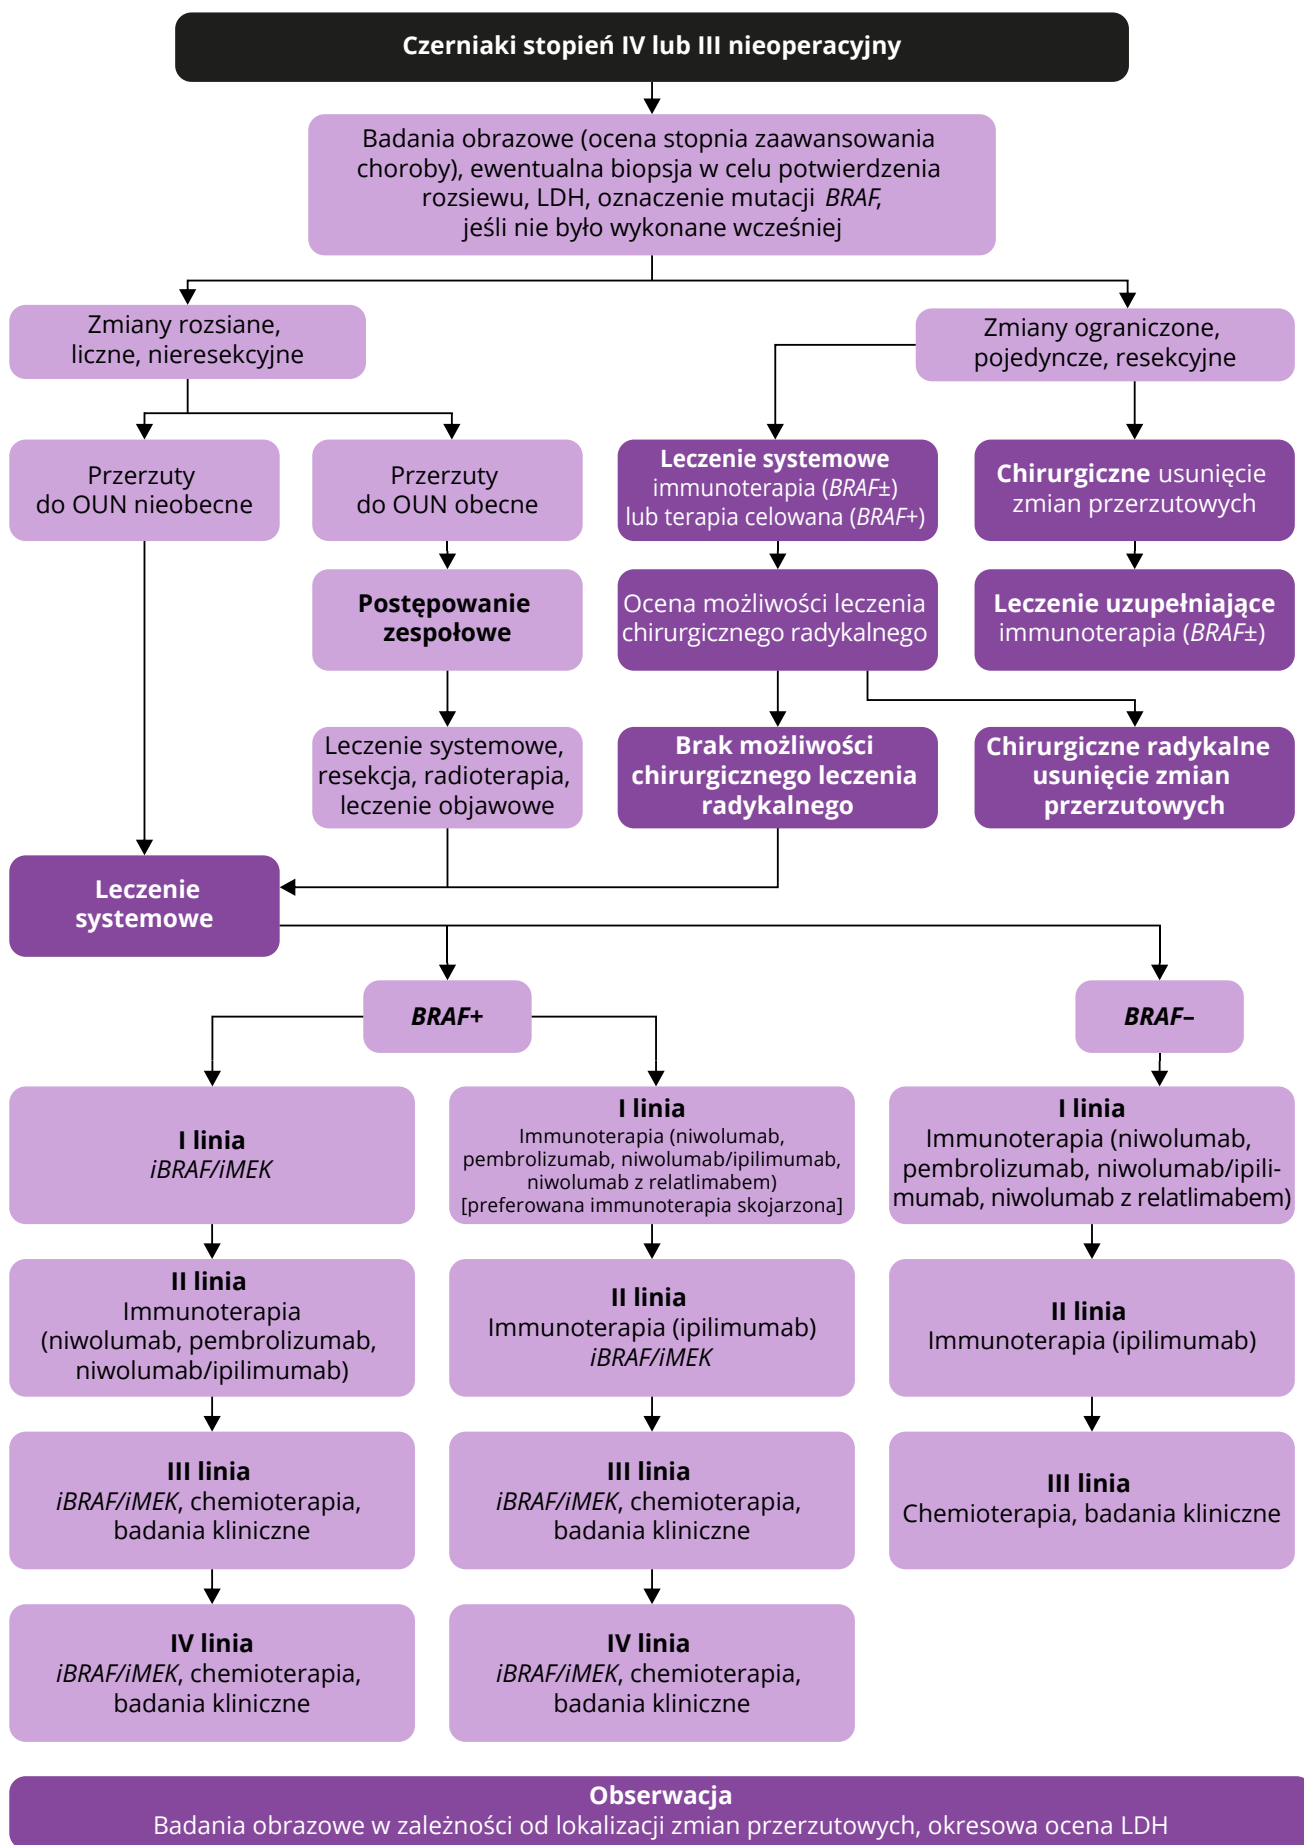 Czerniaki stopień IV lub III nieoperacyjny
Badania obrazowe (ocena stopnia zaawansowania
choroby), ewentualna biopsja w celu potwierdzenia
rozsiewu, LDH, oznaczenie mutacji BRAF,
jeśli nie było wykonane wcześniej
Zmiany rozsiane,
liczne, nieresekcyjne
Zmiany ograniczone,
pojedyncze, resekcyjne
Przerzuty
do OUN nieobecne
Przerzuty
do OUN obecne
Leczenie systemowe
immunoterapia (BRAF±)
lub terapia celowana (BRAF+)
Chirurgiczne usunięcie
zmian przerzutowych
Postępowanie
zespołowe
Ocena możliwości leczenia
chirurgicznego radykalnego
Leczenie uzupełniające
immunoterapia (BRAF±)
Leczenie systemowe,
resekcja, radioterapia,
leczenie objawowe
Brak możliwości
chirurgicznego leczenia
radykalnego
Chirurgiczne radykalne
usunięcie zmian
przerzutowych
Leczenie
systemowe
BRAF+
BRAF–
I linia
iBRAF/iMEK
I linia
Immunoterapia (niwolumab,
pembrolizumab, niwolumab/ipilimumab,
niwolumab z relatlimabem)
[preferowana immunoterapia skojarzona]
I linia
Immunoterapia (niwolumab,
pembrolizumab, niwolumab/ipili-
mumab, niwolumab z relatlimabem)
II linia
Immunoterapia
(niwolumab, pembrolizumab,
niwolumab/ipilimumab)
II linia
Immunoterapia (ipilimumab)
iBRAF/iMEK
II linia
Immunoterapia (ipilimumab)
III linia
iBRAF/iMEK, chemioterapia,
badania kliniczne
III linia
iBRAF/iMEK, chemioterapia,
badania kliniczne
III linia
Chemioterapia, badania kliniczne
IV linia
iBRAF/iMEK, chemioterapia,
badania kliniczne
IV linia
iBRAF/iMEK, chemioterapia,
badania kliniczne
Obserwacja
Badania obrazowe w zależności od lokalizacji zmian przerzutowych, okresowa ocena LDH